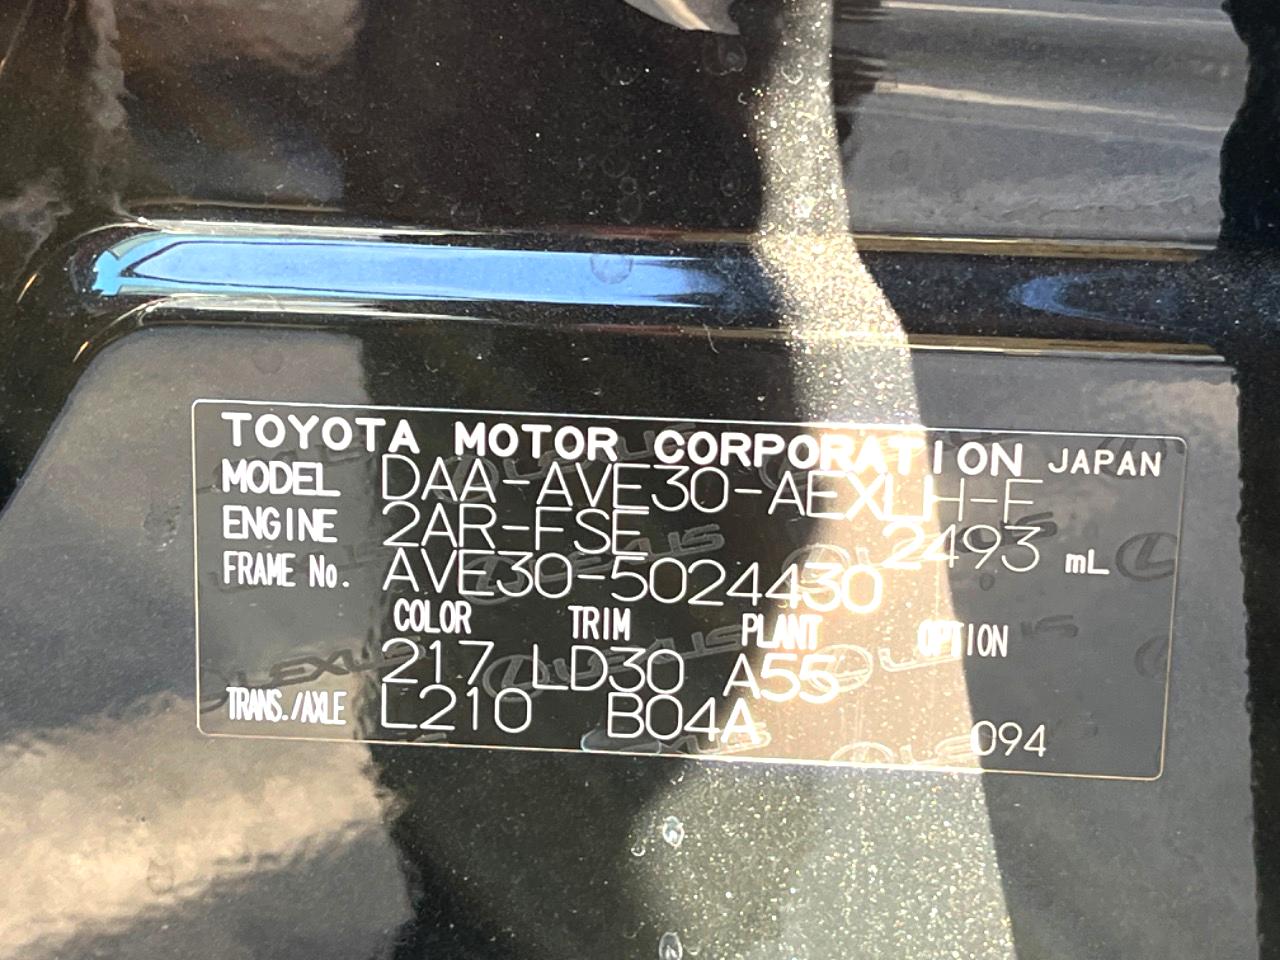 TOYOTA MOTOR CORPORATION JAPAN
MODEL DAA-AVE30-AEXLH-F
ENGINE 2AR-FSE 2493 mL
FRAME No. AVE30-5024430
COLOR TRIM PLANT OPTION
217 LD30 A55
TRANS./AXLE L210 B04A
094